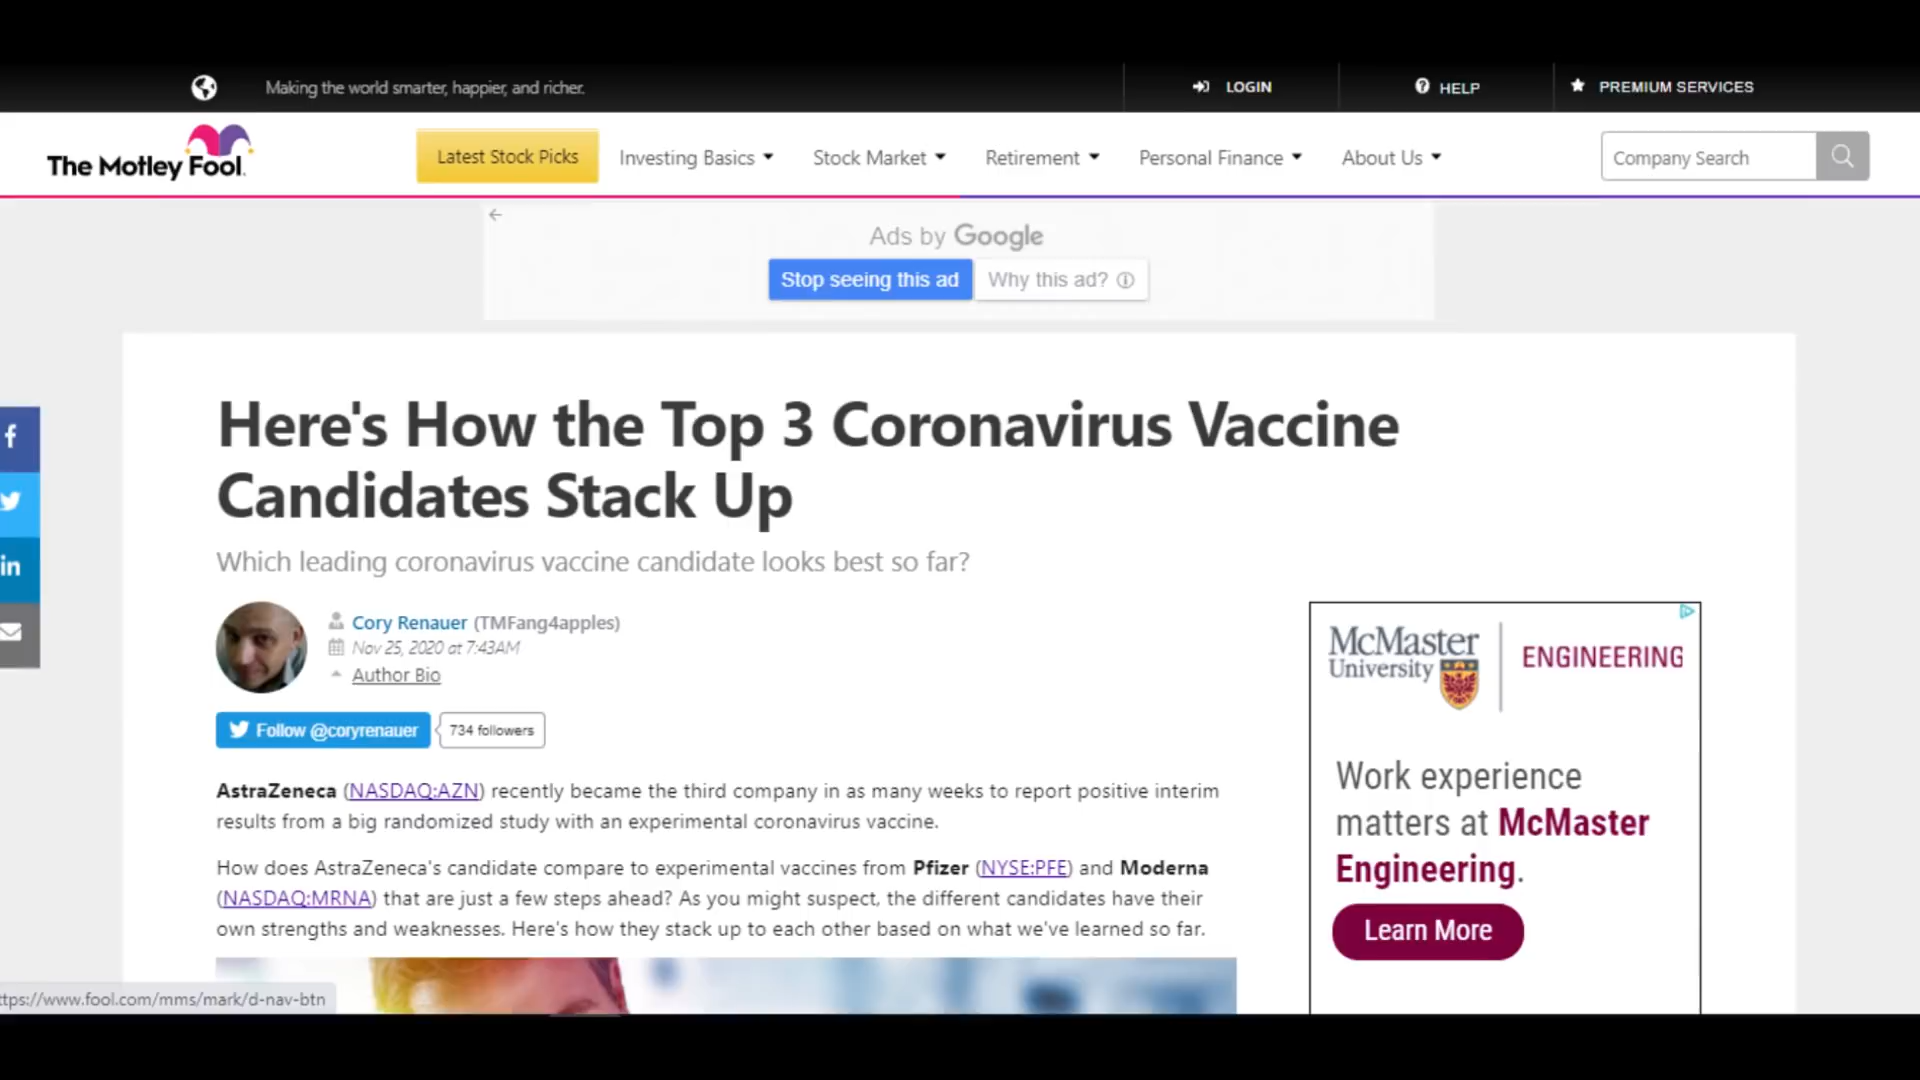 Making the world smarter, happier, and richer.
LOGIN
HELP
PREMIUM SERVICES
The Motley Fool.
Latest Stock Picks
Investing Basics
Stock Market
Retirement
Personal Finance
About Us
Company Search
Ads by Google
Stop seeing this ad
Why this ad?
Here's How the Top 3 Coronavirus Vaccine
Candidates Stack Up
Which leading coronavirus vaccine candidate looks best so far?
Cory Renauer (TMFang4apples)
Nov 25, 2020 at 7:43AM
Author Bio
Follow @coryrenauer
734 followers
AstraZeneca (NASDAQ:AZN) recently became the third company in as many weeks to report positive interim
results from a big randomized study with an experimental coronavirus vaccine.
How does AstraZeneca's candidate compare to experimental vaccines from Pfizer (NYSE:PFE) and Moderna
(NASDAQ:MRNA) that are just a few steps ahead? As you might suspect, the different candidates have their
own strengths and weaknesses. Here's how they stack up to each other based on what we've learned so far.
McMaster
University
ENGINEERING
Work experience
matters at McMaster
Engineering.
Learn More
ttps://www.fool.com/mms/mark/d-nav-btn